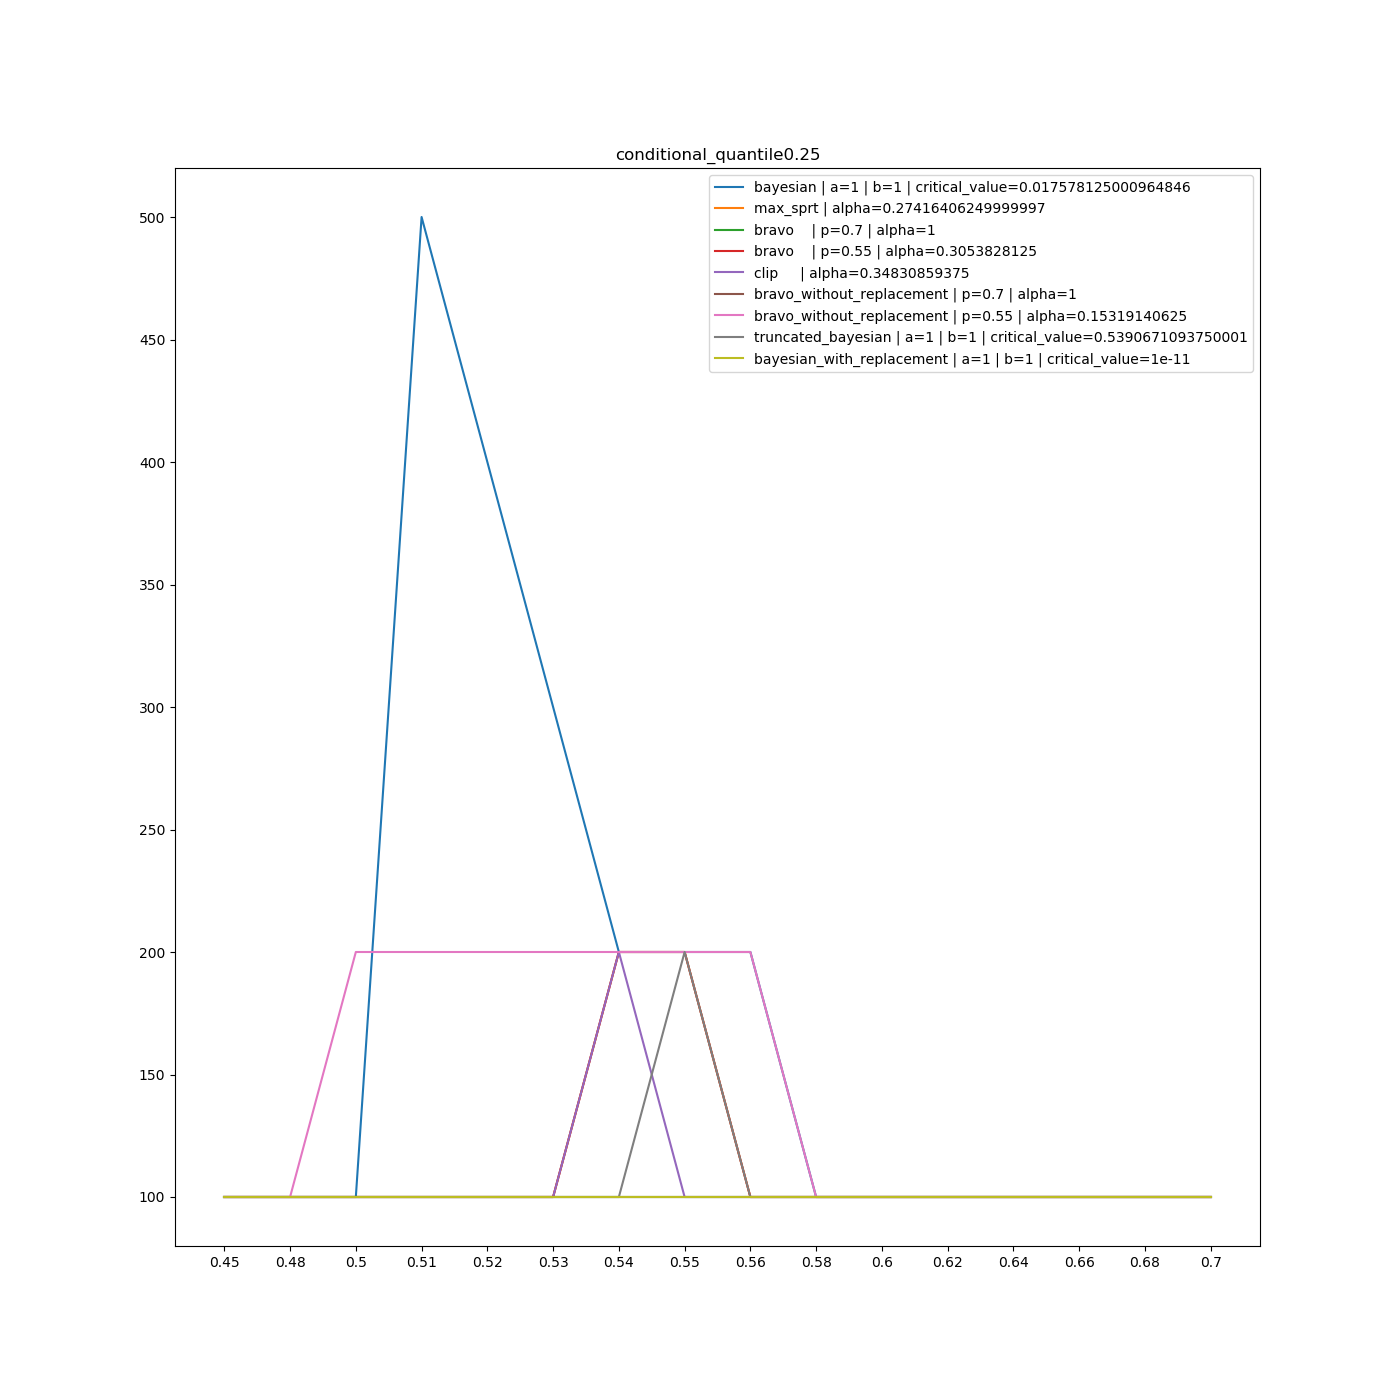 conditional_quantile0.25
bayesian | a=1 | b=1 | critical_value=0.017578125000964846
max_sprt | alpha=0.27416406249999997
bravo    | p=0.7 | alpha=1
bravo    | p=0.55 | alpha=0.3053828125
clip     | alpha=0.34830859375
bravo_without_replacement | p=0.7 | alpha=1
bravo_without_replacement | p=0.55 | alpha=0.15319140625
truncated_bayesian | a=1 | b=1 | critical_value=0.5390671093750001
bayesian_with_replacement | a=1 | b=1 | critical_value=1e-11
500
450
400
350
300
250
200
150
100
0.45 0.48 0.5 0.51 0.52 0.53 0.54 0.55 0.56 0.58 0.6 0.62 0.64 0.66 0.68 0.7